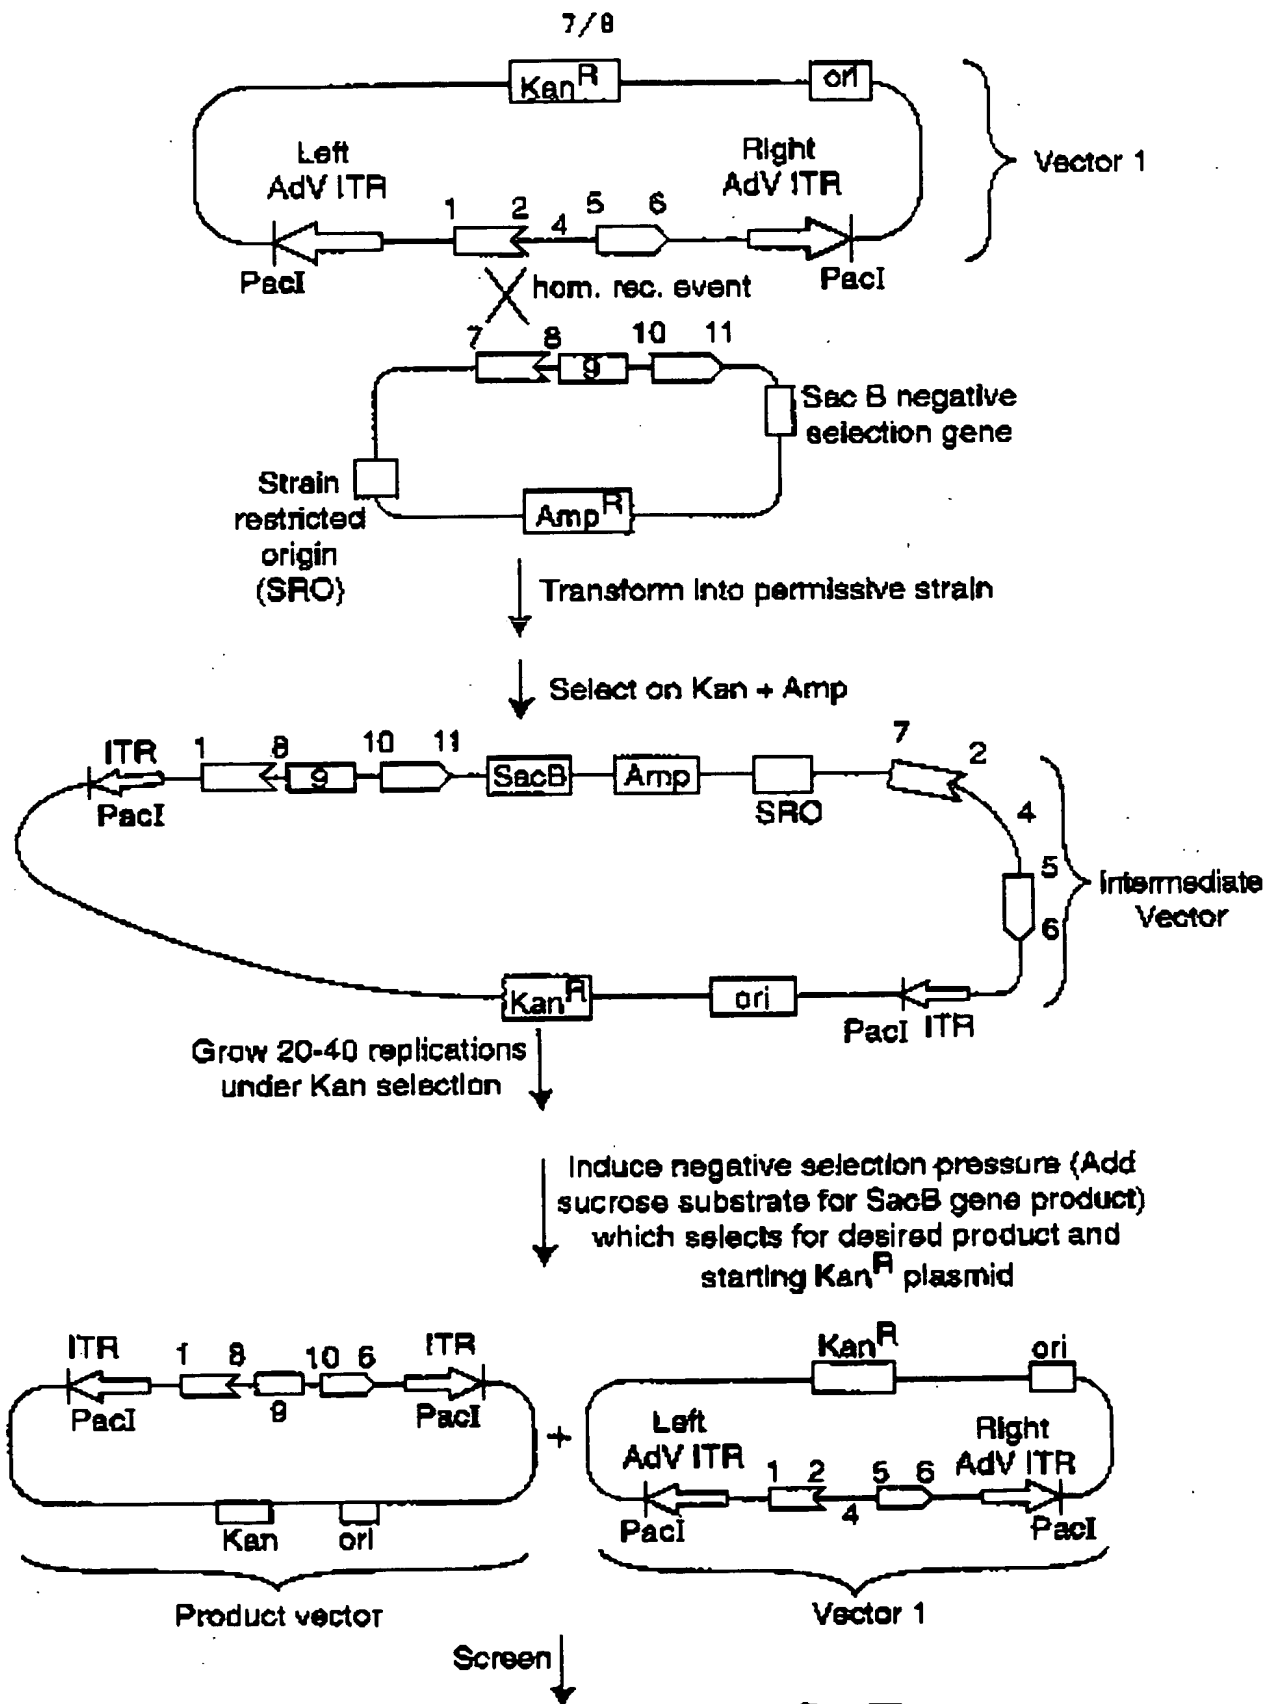 7/8
Kan^R
ori
Left
AdV ITR
Right
AdV ITR
Vector 1
1
2
4
5
6
PacI
PacI
hom. rec. event
7
8
9
10
11
Sac B negative
selection gene
Strain
restricted
origin
(SRO)
Amp^R
Transform into permissive strain
Select on Kan + Amp
ITR
1
8
9
10
11
SacB
Amp
SRO
7
2
4
5
6
PacI
Intermediate
Vector
Kan^R
ori
PacI
ITR
Grow 20-40 replications
under Kan selection
Induce negative selection pressure (Add
sucrose substrate for SacB gene product)
which selects for desired product and
starting Kan^R plasmid
ITR
1
8
9
10
6
ITR
PacI
PacI
Kan
ori
Product vector
+
Kan^R
ori
Left
AdV ITR
Right
AdV ITR
1
2
4
5
6
PacI
PacI
Vector 1
Screen